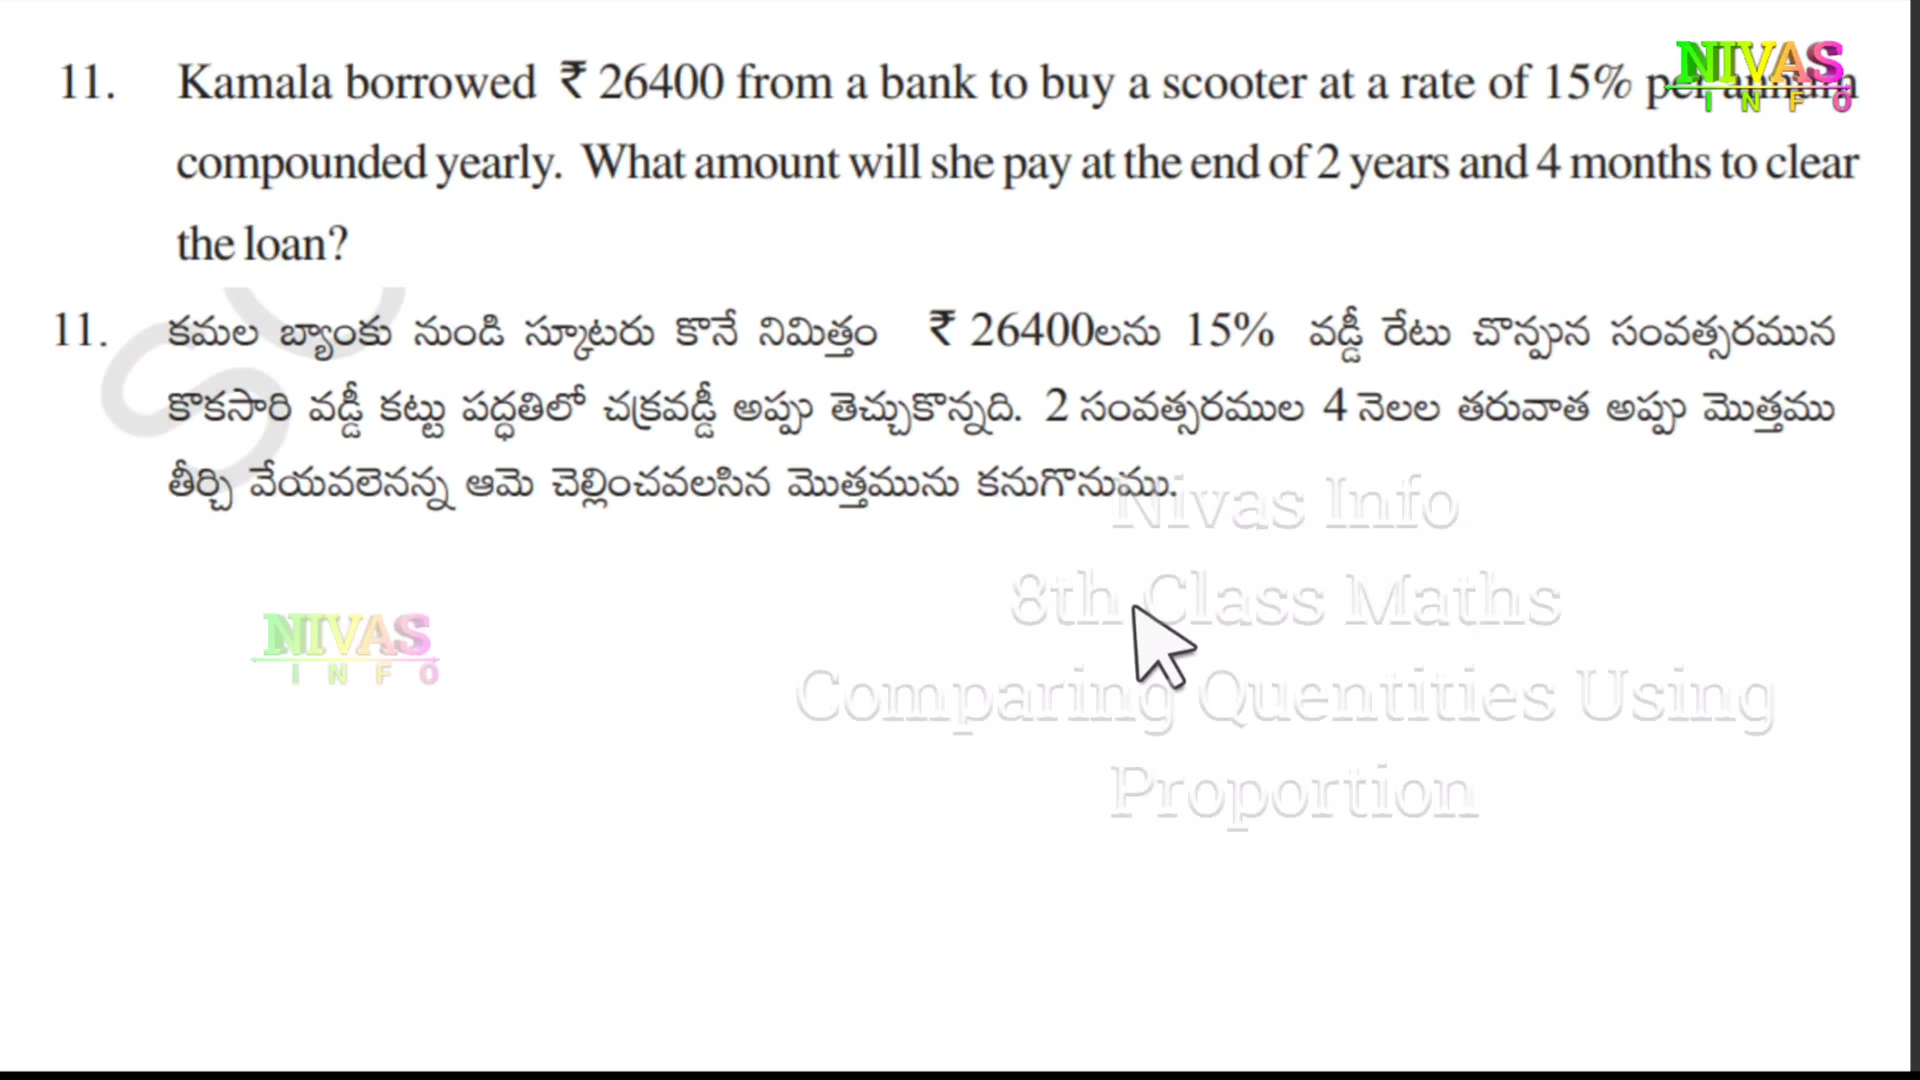 11. Kamala borrowed ₹ 26400 from a bank to buy a scooter at a rate of 15% per annum
compounded yearly. What amount will she pay at the end of 2 years and 4 months to clear
the loan?
11. కమల బ్యాంకు నుండి స్కూటరు కొనే నిమిత్తం ₹ 26400లను 15% వడ్డీ రేటు చొన్పున సంవత్సరమున
కొకసారి వడ్డీ కట్టు పద్ధతిలో చక్రవడ్డీ అప్పు తెచ్చుకొన్నది. 2 సంవత్సరముల 4 నెలల తరువాత అప్పు మొత్తము
తీర్చి వేయవలెనన్న ఆమె చెల్లించవలసిన మొత్తమును కనుగొనుము.
NIVAS
INFO
Nivas Info
8th Class Maths
Comparing Quentities Using
Proportion
NIVAS
INFO